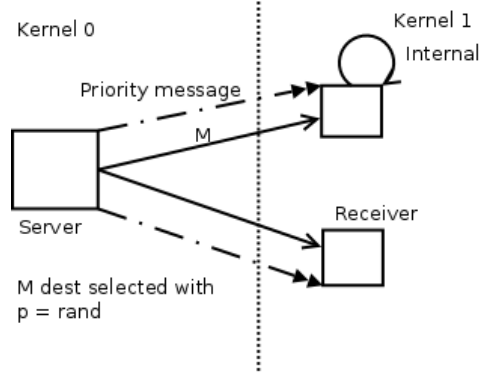 Kernel 0
Kernel 1
Internal
Priority message
M
Server
Receiver
M dest selected with
p = rand